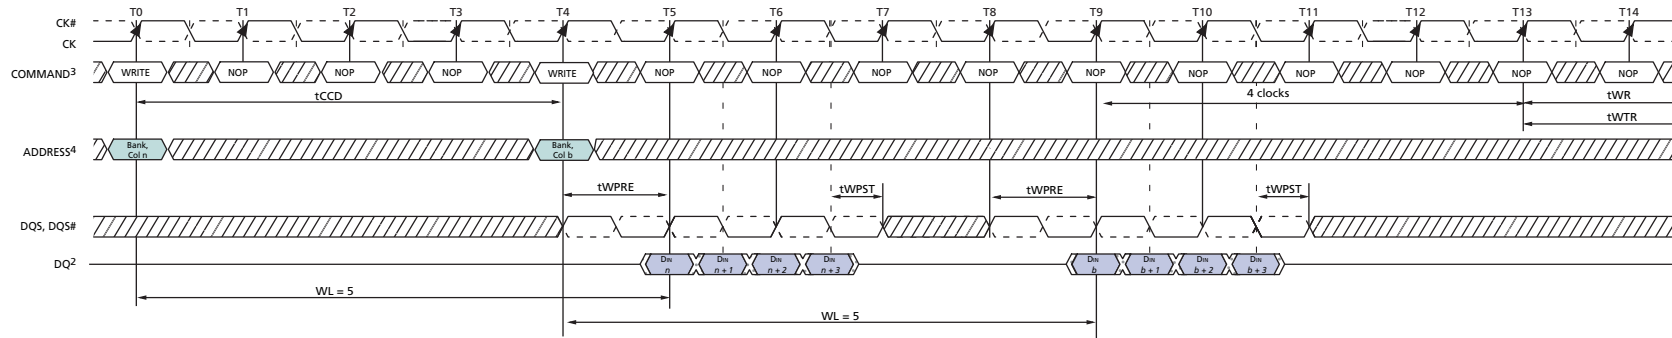 T0 T1 T2 T3 T4 T5 T6 T7 T8 T9 T10 T11 T12 T13 T14
CK#
CK
COMMAND3 WRITE NOP NOP NOP WRITE NOP NOP NOP NOP NOP NOP NOP NOP NOP NOP
tCCD 4 clocks tWR
tWTR
ADDRESS4 Bank, Col n Bank, Col b
tWPRE tWPST tWPRE tWPST
DQS, DQS#
DQ2 DIN n DIN n + 1 DIN n + 2 DIN n + 3 DIN b DIN b + 1 DIN b + 2 DIN b + 3
WL = 5
WL = 5